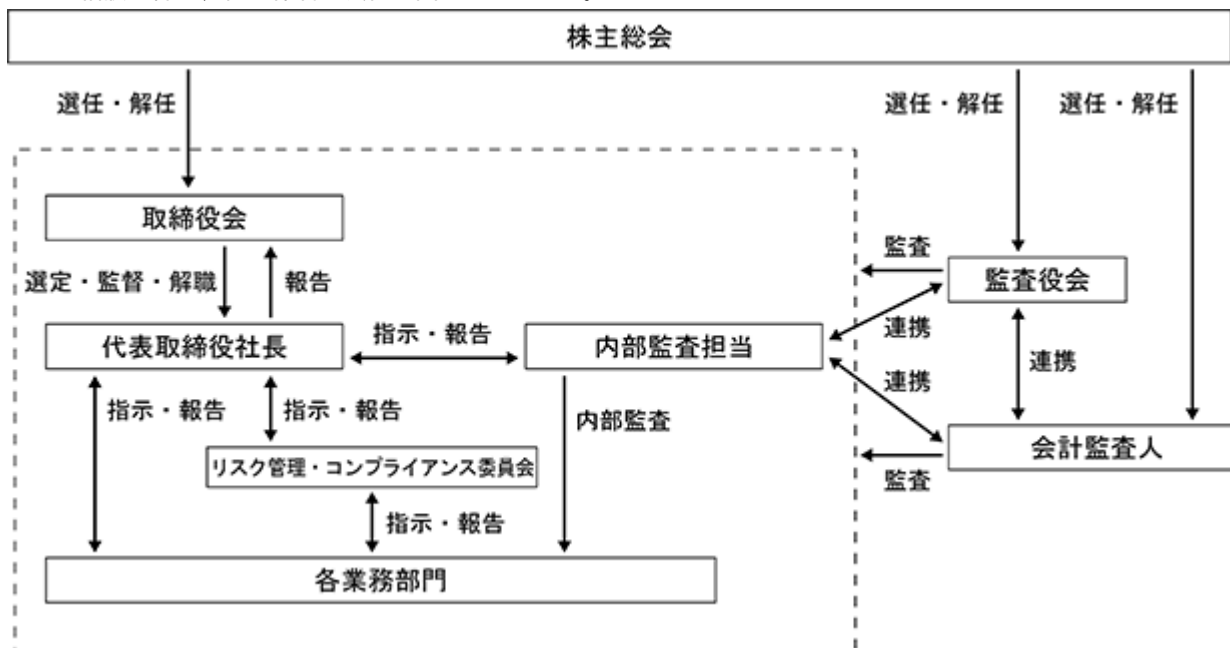 株主総会
選任・解任
選任・解任
選任・解任
取締役会
監査
監査役会
選定・監督・解職
報告
連携
代表取締役社長
指示・報告
内部監査担当
連携
連携
指示・報告
指示・報告
内部監査
会計監査人
リスク管理・コンプライアンス委員会
監査
指示・報告
各業務部門